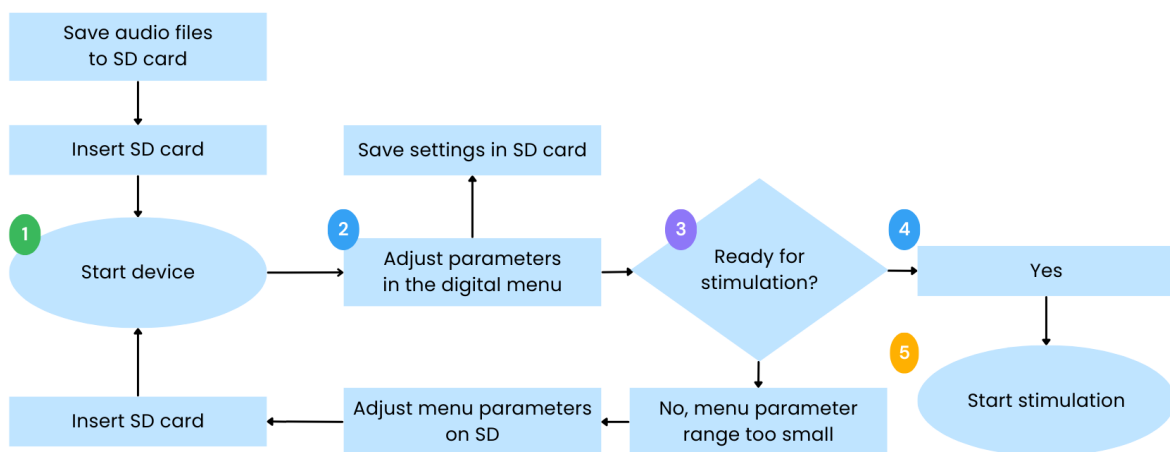 Save audio files
to SD card
Insert SD card
Save settings in SD card
1
Start device
2
Adjust parameters
in the digital menu
3
Ready for
stimulation?
4
Yes
5
Start stimulation
No, menu parameter
range too small
Adjust menu parameters
on SD
Insert SD card